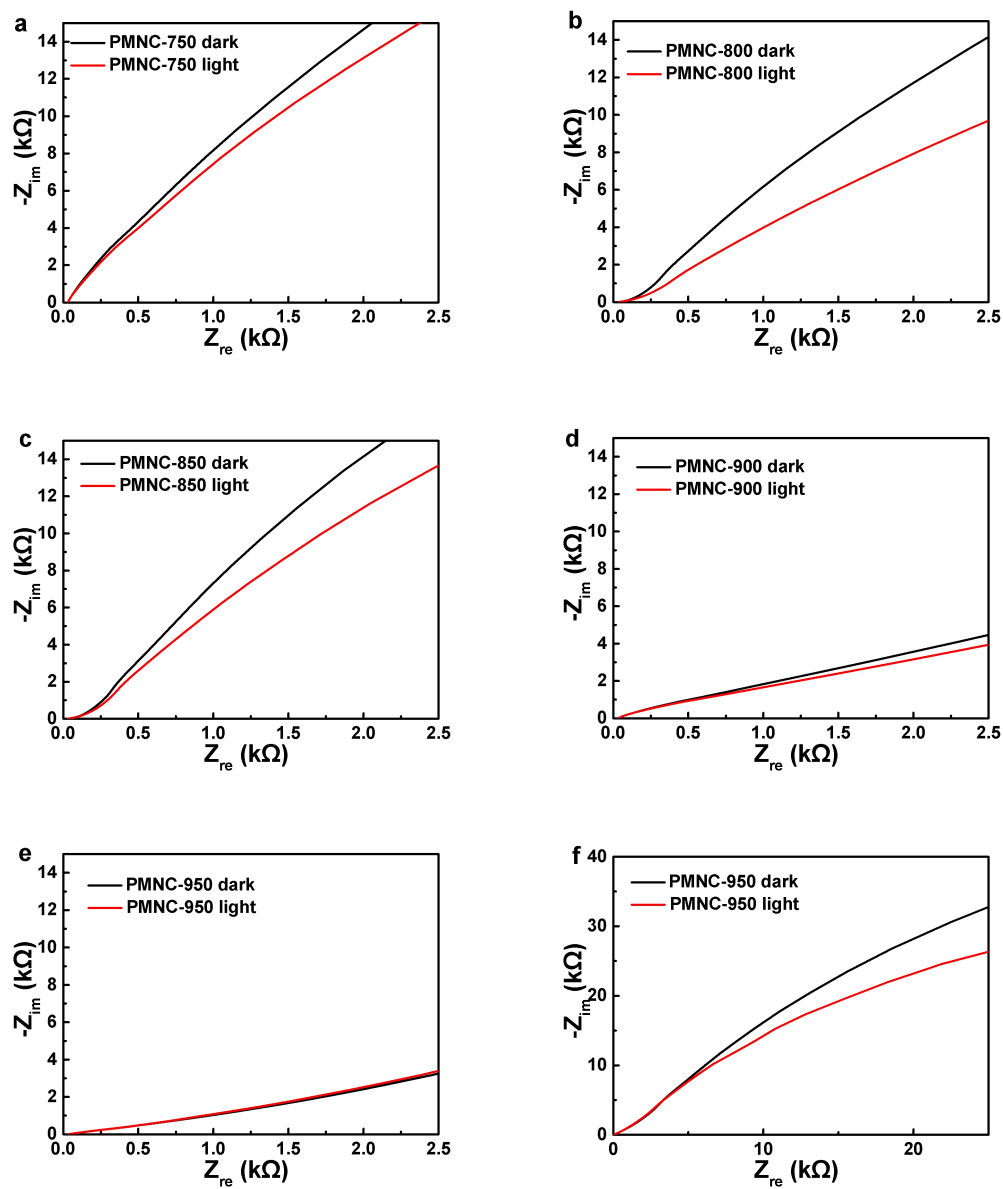 a
PMNC-750 dark
PMNC-750 light
14
12
10
8
6
4
2
0
0.0 0.5 1.0 1.5 2.0 2.5
-Zim (kΩ)
Zre (kΩ)
b
PMNC-800 dark
PMNC-800 light
14
12
10
8
6
4
2
0
0.0 0.5 1.0 1.5 2.0 2.5
-Zim (kΩ)
Zre (kΩ)
c
PMNC-850 dark
PMNC-850 light
14
12
10
8
6
4
2
0
0.0 0.5 1.0 1.5 2.0 2.5
-Zim (kΩ)
Zre (kΩ)
d
PMNC-900 dark
PMNC-900 light
14
12
10
8
6
4
2
0
0.0 0.5 1.0 1.5 2.0 2.5
-Zim (kΩ)
Zre (kΩ)
e
PMNC-950 dark
PMNC-950 light
14
12
10
8
6
4
2
0
0.0 0.5 1.0 1.5 2.0 2.5
-Zim (kΩ)
Zre (kΩ)
f
PMNC-950 dark
PMNC-950 light
40
30
20
10
0
0 10 20
-Zim (kΩ)
Zre (kΩ)